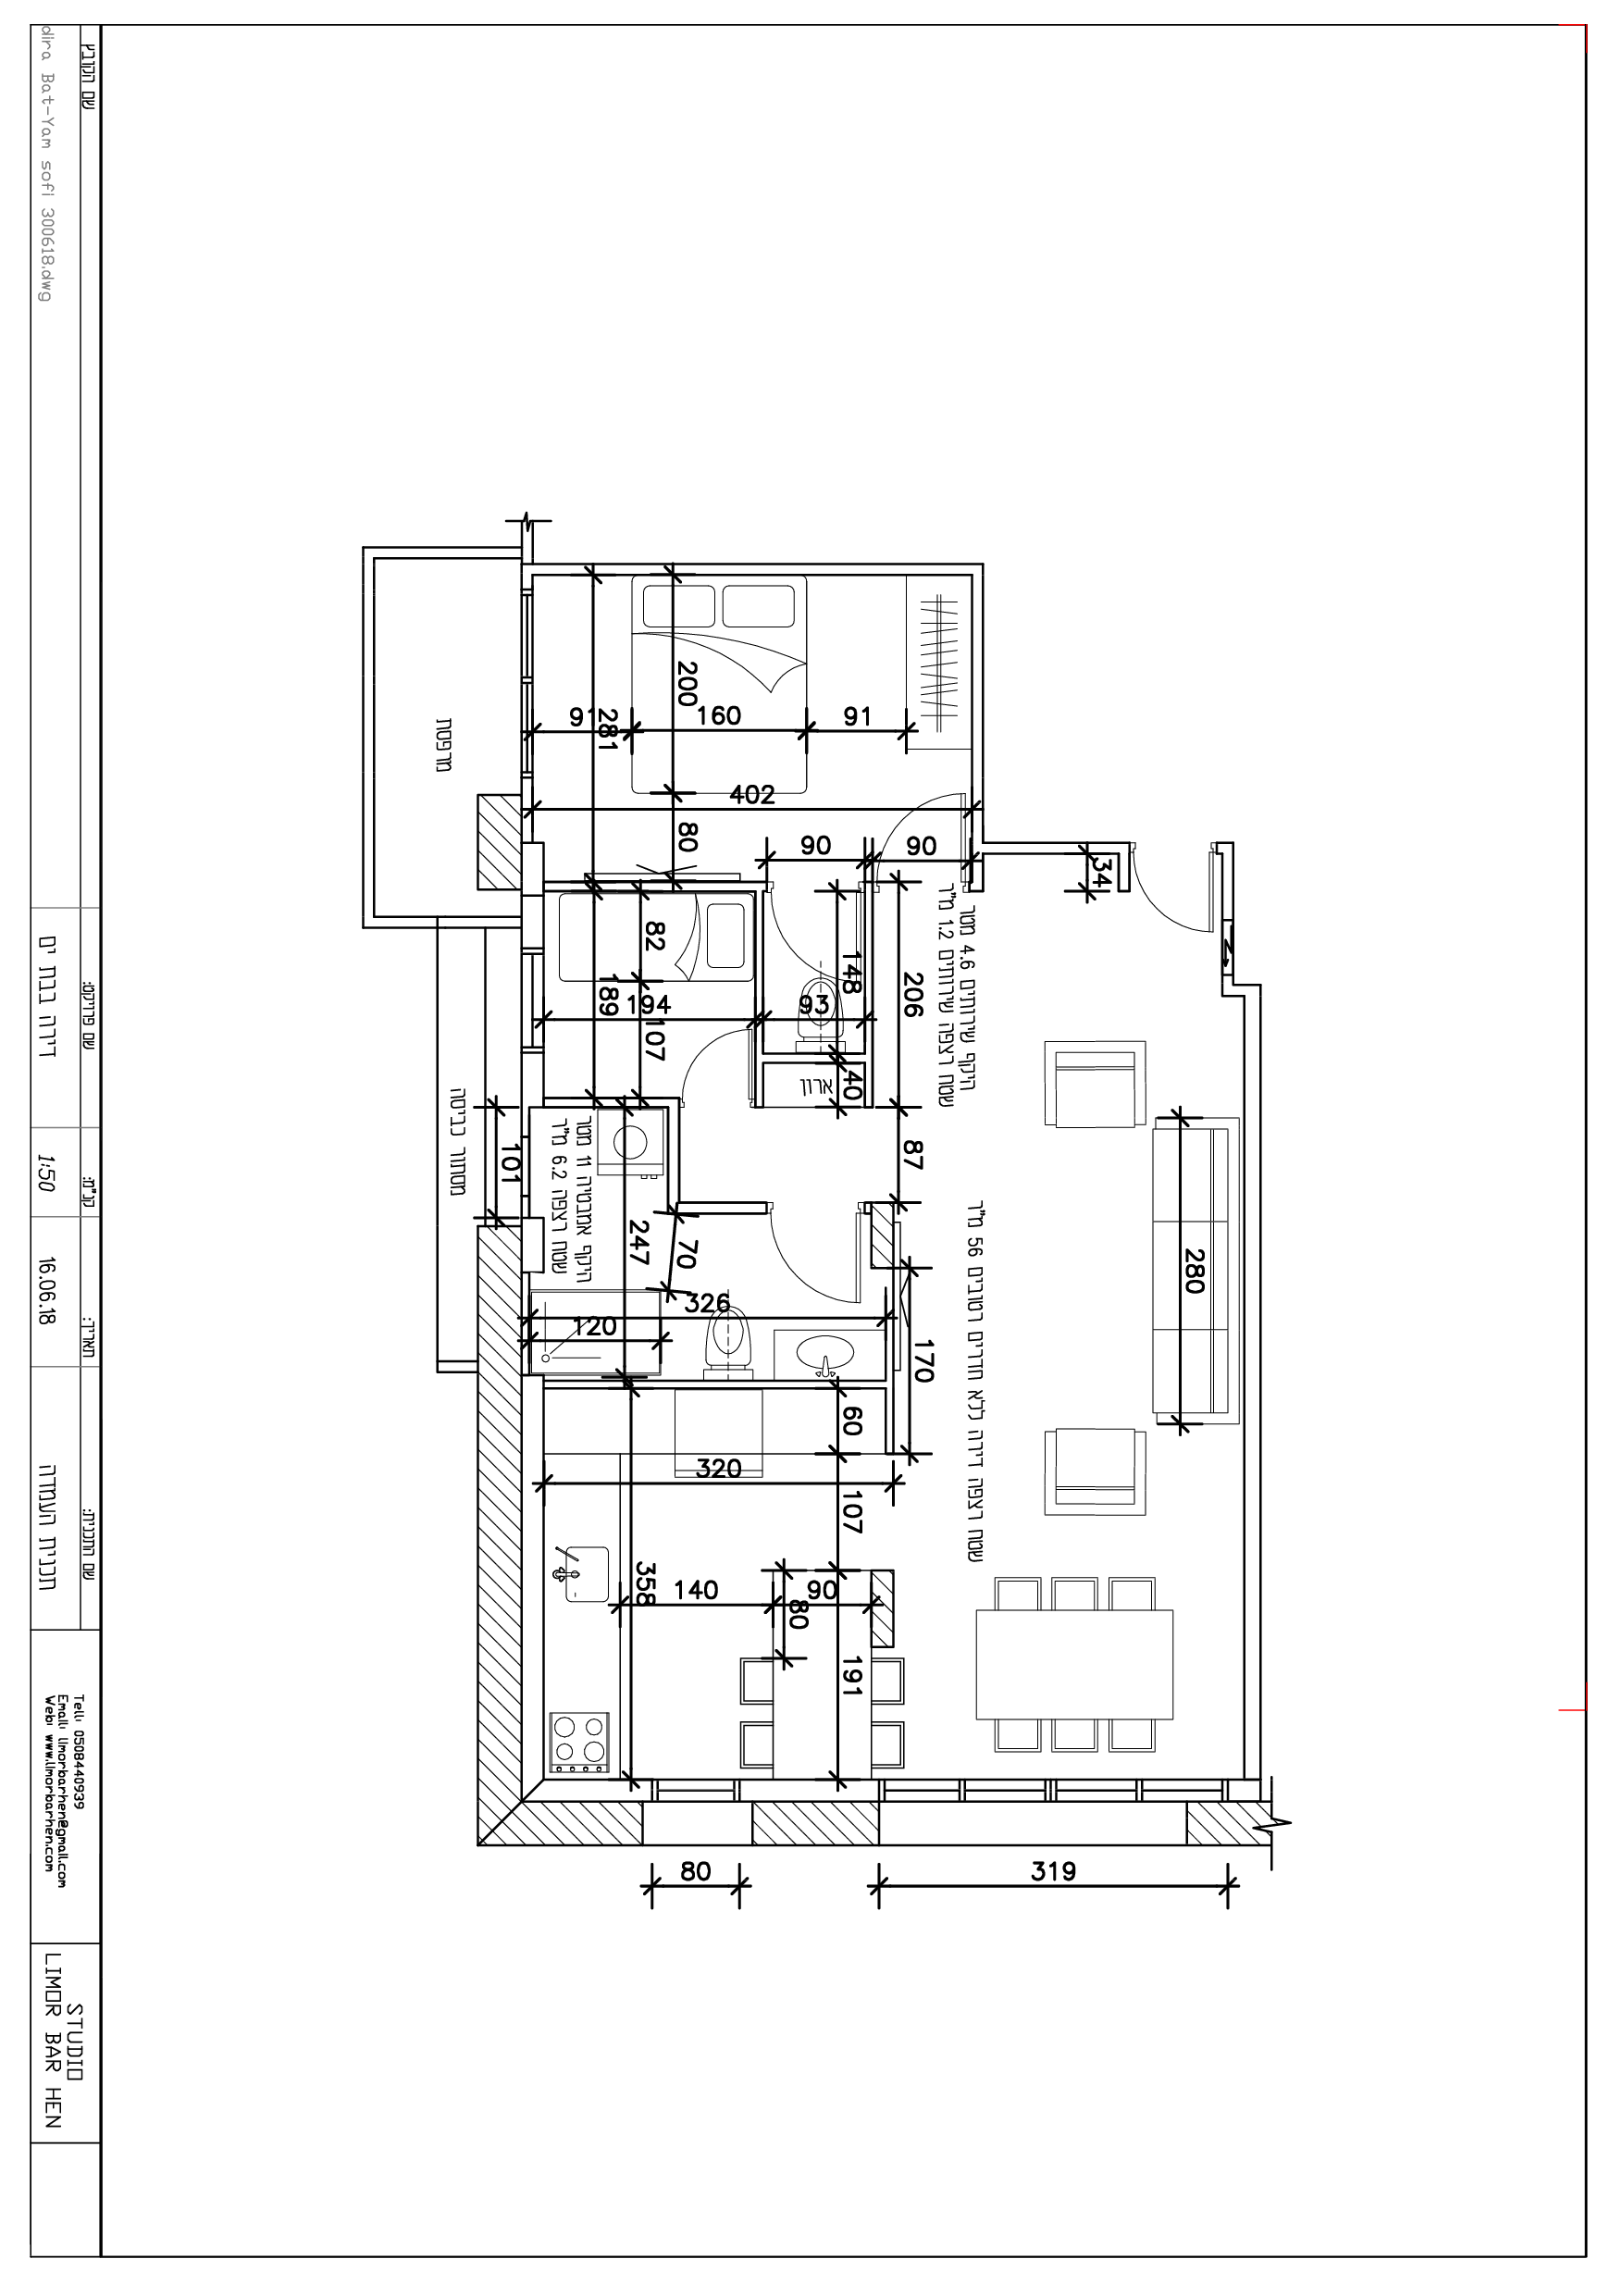 שם הקובץ
dira Bat-Yam sofi 300618.dwg
שם פרוייקט:
דירה בבת ים
קנ"מ:
1:50
תאריך:
16.06.18
שם התכנית:
תכנית העמדה
Tell: 0508440939
Email: limorbarhen@gmail.com
Web: www.limorbarhen.com
STUDIO
LIMOR BAR HEN
מרפסת
מסתור כביסה
היקף שירותים 4.6 מטר
שטח רצפה שירותים 1.2 מ"ר
היקף אמבטיה 11 מטר
שטח רצפה 6.2 מ"ר
שטח רצפה דירה ללא חדרים רטובים 56 מ"ר
ארון
200
91
281
160
91
402
80
90
90
34
82
189
194
107
148
93
40
206
87
101
247
70
326
120
170
280
60
320
107
358
140
90
80
191
80
319